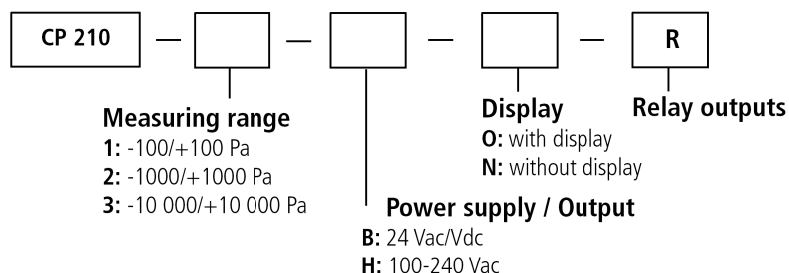 CP 210 — — — — R
Measuring range
1: -100/+100 Pa
2: -1000/+1000 Pa
3: -10 000/+10 000 Pa
Display
O: with display
N: without display
Relay outputs
Power supply / Output
B: 24 Vac/Vdc
H: 100-240 Vac